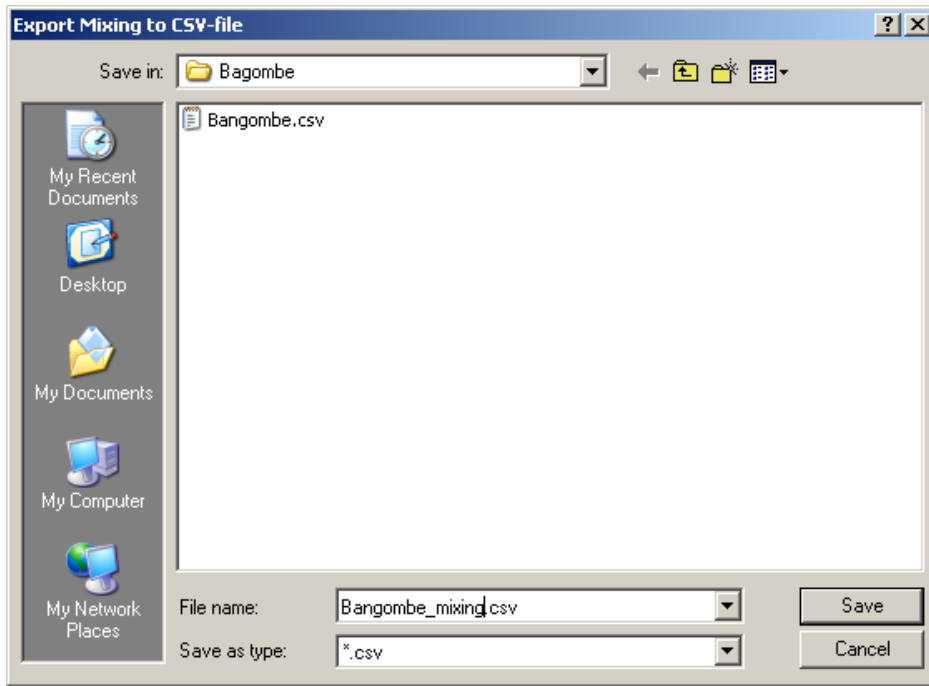 Export Mixing to CSV-file
Save in: Bagombe
Bangombe.csv
My Recent
Documents
Desktop
My Documents
My Computer
My Network
Places
File name: Bangombe_mixing.csv Save
Save as type: *.csv Cancel